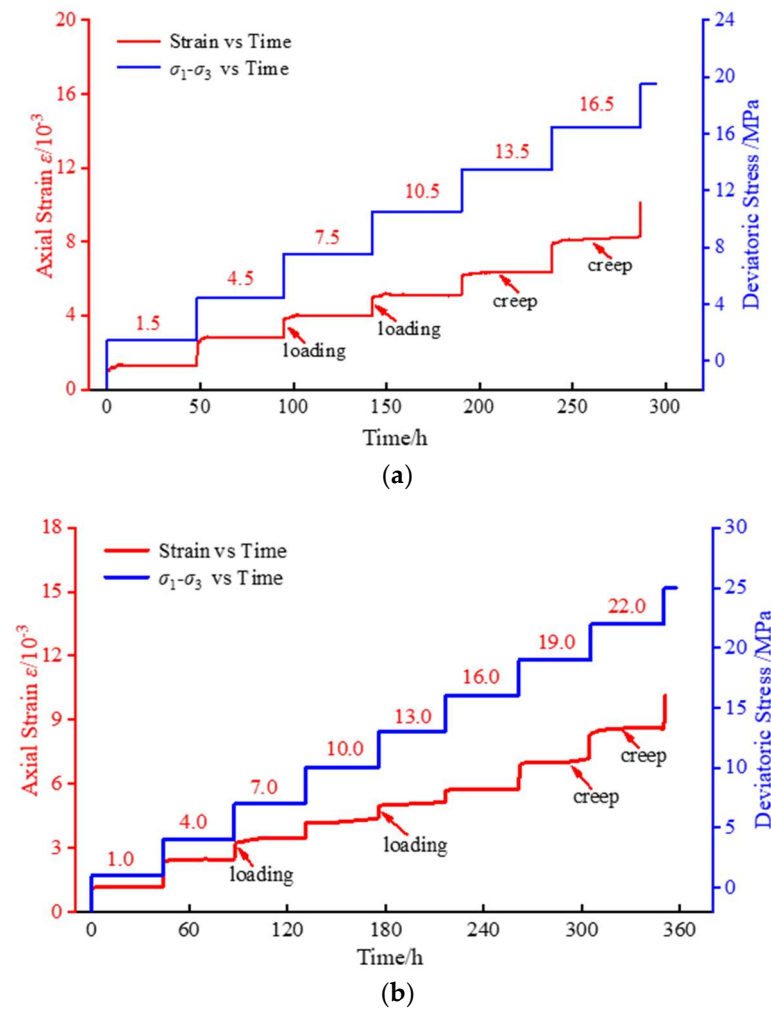 Strain vs Time
σ1-σ3 vs Time
Axial Strain ε/10-3
Deviatoric Stress /MPa
20
16
12
8
4
0
24
20
16
12
8
4
0
1.5
4.5
7.5
10.5
13.5
16.5
loading
loading
creep
creep
0
50
100
150
200
250
300
Time/h
(a)
Strain vs Time
σ1-σ3 vs Time
Axial Strain ε/10-3
Deviatoric Stress /MPa
18
15
12
9
6
3
0
30
25
20
15
10
5
0
1.0
4.0
7.0
10.0
13.0
16.0
19.0
22.0
loading
loading
creep
creep
0
60
120
180
240
300
360
Time/h
(b)